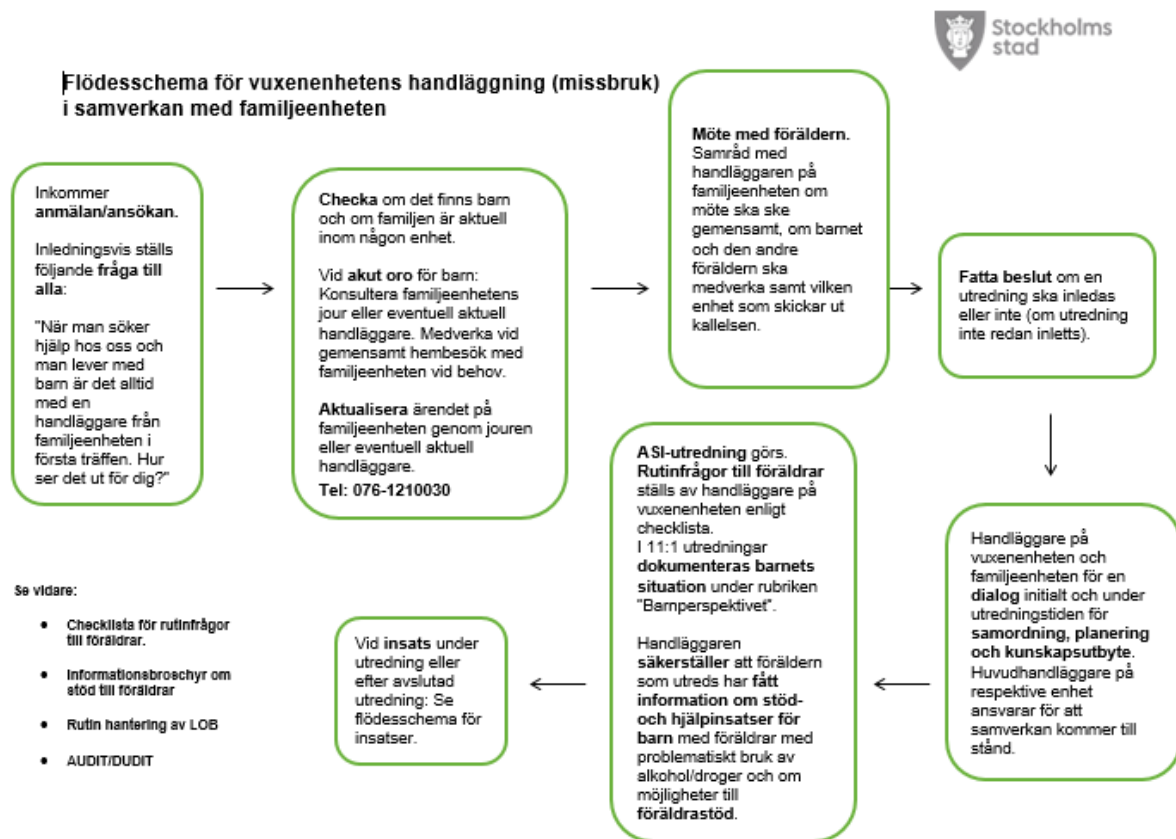 Stockholms
stad
Flödesschema för vuxenenhetens handläggning (missbruk)
i samverkan med familjeenheten
Inkommer
anmälan/ansökan.
Inledningsvis ställs
följande fråga till
alla:
"När man söker
hjälp hos oss och
man lever med
barn är det alltid
med en
handläggare från
familjeenheten i
första träffen. Hur
ser det ut för dig?"
Checka om det finns barn
och om familjen är aktuell
inom någon enhet.
Vid akut oro för barn:
Konsultera familjeenhetens
jour eller eventuell aktuell
handläggare. Medverka vid
gemensamt hembesök med
familjeenheten vid behov.
Aktualisera ärendet på
familjeenheten genom jouren
eller eventuell aktuell
handläggare.
Tel: 076-1210030
Möte med föräldern.
Samråd med
handläggaren på
familjeenheten om
möte ska ske
gemensamt, om barnet
och den andre
föräldern ska
medverka samt vilken
enhet som skickar ut
kallelsen.
Fatta beslut om en
utredning ska inledas
eller inte (om utredning
inte redan inletts).
Handläggare på
vuxenenheten och
familjeenheten för en
dialog initialt och under
utredningstiden för
samordning, planering
och kunskapsutbyte.
Huvudhandläggare på
respektive enhet
ansvarar för att
samverkan kommer till
stånd.
ASI-utredning görs.
Rutinfrågor till föräldrar
ställs av handläggare på
vuxenenheten enligt
checklista.
I 11:1 utredningar
dokumenteras barnets
situation under rubriken
"Barnperspektivet".
Handläggaren
säkerställer att föräldern
som utreds har fått
information om stöd-
och hjälpinsatser för
barn med föräldrar med
problematiskt bruk av
alkohol/droger och om
möjligheter till
föräldrastöd.
Vid insats under
utredning eller
efter avslutad
utredning: Se
flödesschema för
insatser.
Se vidare:
• Checklista för rutinfrågor
till föräldrar.
• Informationsbroschyr om
stöd till föräldrar
• Rutin hantering av LOB
• AUDIT/DUDIT